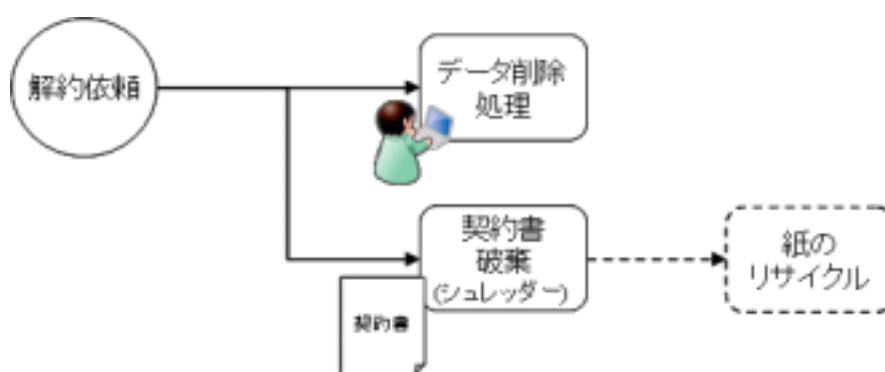 解約依頼
データ削除
処理
契約書
破棄
(シュレッダー)
契約書
紙の
リサイクル